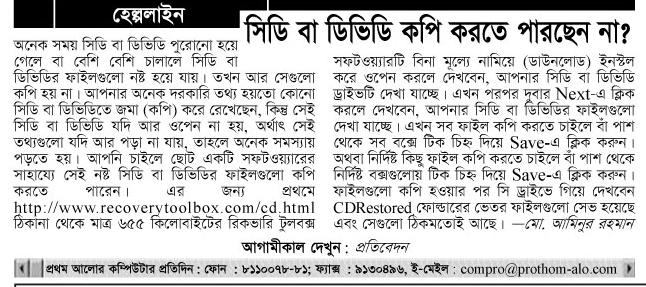 হেল্পলাইন
সিডি বা ডিভিডি কপি করতে পারছেন না?
অনেক সময় সিডি বা ডিভিডি পুরোনো হয়ে
গেলে বা বেশি বেশি চালালে সিডি বা
ডিভিডির ফাইলগুলো নষ্ট হয়ে যায়। তখন আর সেগুলো
কপি হয় না। আপনার অনেক দরকারি তথ্য হয়তো কোনো
সিডি বা ডিভিডিতে জমা (কপি) করে রেখেছেন, কিন্তু সেই
সিডি বা ডিভিডি যদি আর ওপেন না হয়, অর্থাৎ সেই
তথ্যগুলো যদি আর পড়া না যায়, তাহলে অনেক সমস্যায়
পড়তে হয়। আপনি চাইলে ছোট একটি সফটওয়্যারের
সাহায্যে সেই নষ্ট সিডি বা ডিভিডির ফাইলগুলো কপি
করতে পারেন। এর জন্য প্রথমে
http://www.recoverytoolbox.com/cd.html
ঠিকানা থেকে মাত্র ৬৫৫ কিলোবাইটের রিকভারি টুলবক্স
সফটওয়্যারটি বিনা মূল্যে নামিয়ে (ডাউনলোড) ইনস্টল
করে ওপেন করলে দেখবেন, আপনার সিডি বা ডিভিডি
ড্রাইভটি দেখা যাচ্ছে। এখন পরপর দুবার Next-এ ক্লিক
করলে দেখবেন, আপনার সিডি বা ডিভিডির ফাইলগুলো
দেখা যাচ্ছে। এখন সব ফাইল কপি করতে চাইলে বাঁ পাশ
থেকে সব বক্সে টিক চিহ্ন দিয়ে Save-এ ক্লিক করুন।
অথবা নির্দিষ্ট কিছু ফাইল কপি করতে চাইলে বাঁ পাশ থেকে
নির্দিষ্ট বক্সগুলোয় টিক চিহ্ন দিয়ে Save-এ ক্লিক করুন।
ফাইলগুলো কপি হওয়ার পর সি ড্রাইভে গিয়ে দেখবেন
CDRestored ফোল্ডারের ভেতর ফাইলগুলো সেভ হয়েছে
এবং সেগুলো ঠিকমতোই আছে। —মো. আমিনুর রহমান
আগামীকাল দেখুন : প্রতিবেদন
প্রথম আলোর কম্পিউটার প্রতিদিন : ফোন : ৮১১০০৭৮-৮১; ফ্যাক্স : ৯১৩০৪৯৬, ই-মেইল : compro@prothom-alo.com